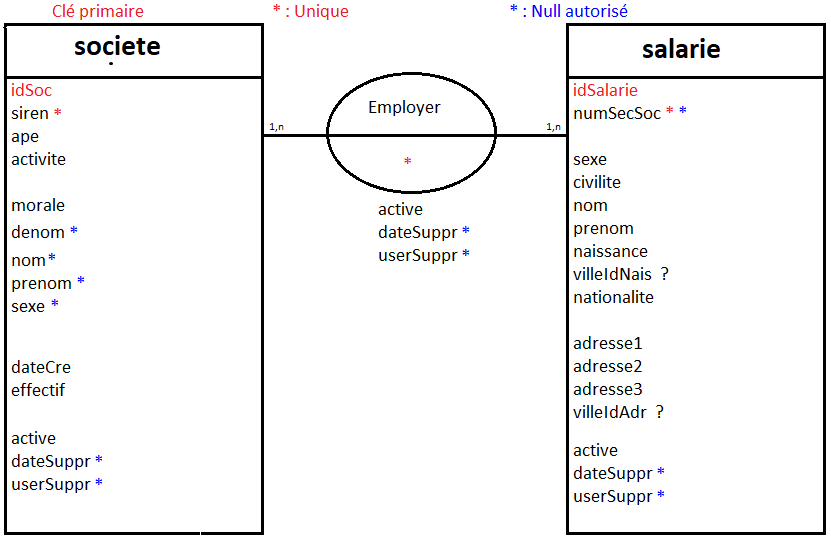 Clé primaire
* : Unique
* : Null autorisé
societe
idSoc
siren *
ape
activite
morale
denom *
nom*
prenom *
sexe *
dateCre
effectif
active
dateSuppr *
userSuppr *
1,n
Employer
1,n
*
active
dateSuppr *
userSuppr *
salarie
idSalarie
numSecSoc * *
sexe
civilite
nom
prenom
naissance
villeIdNais ?
nationalite
adresse1
adresse2
adresse3
villeIdAdr ?
active
dateSuppr *
userSuppr *